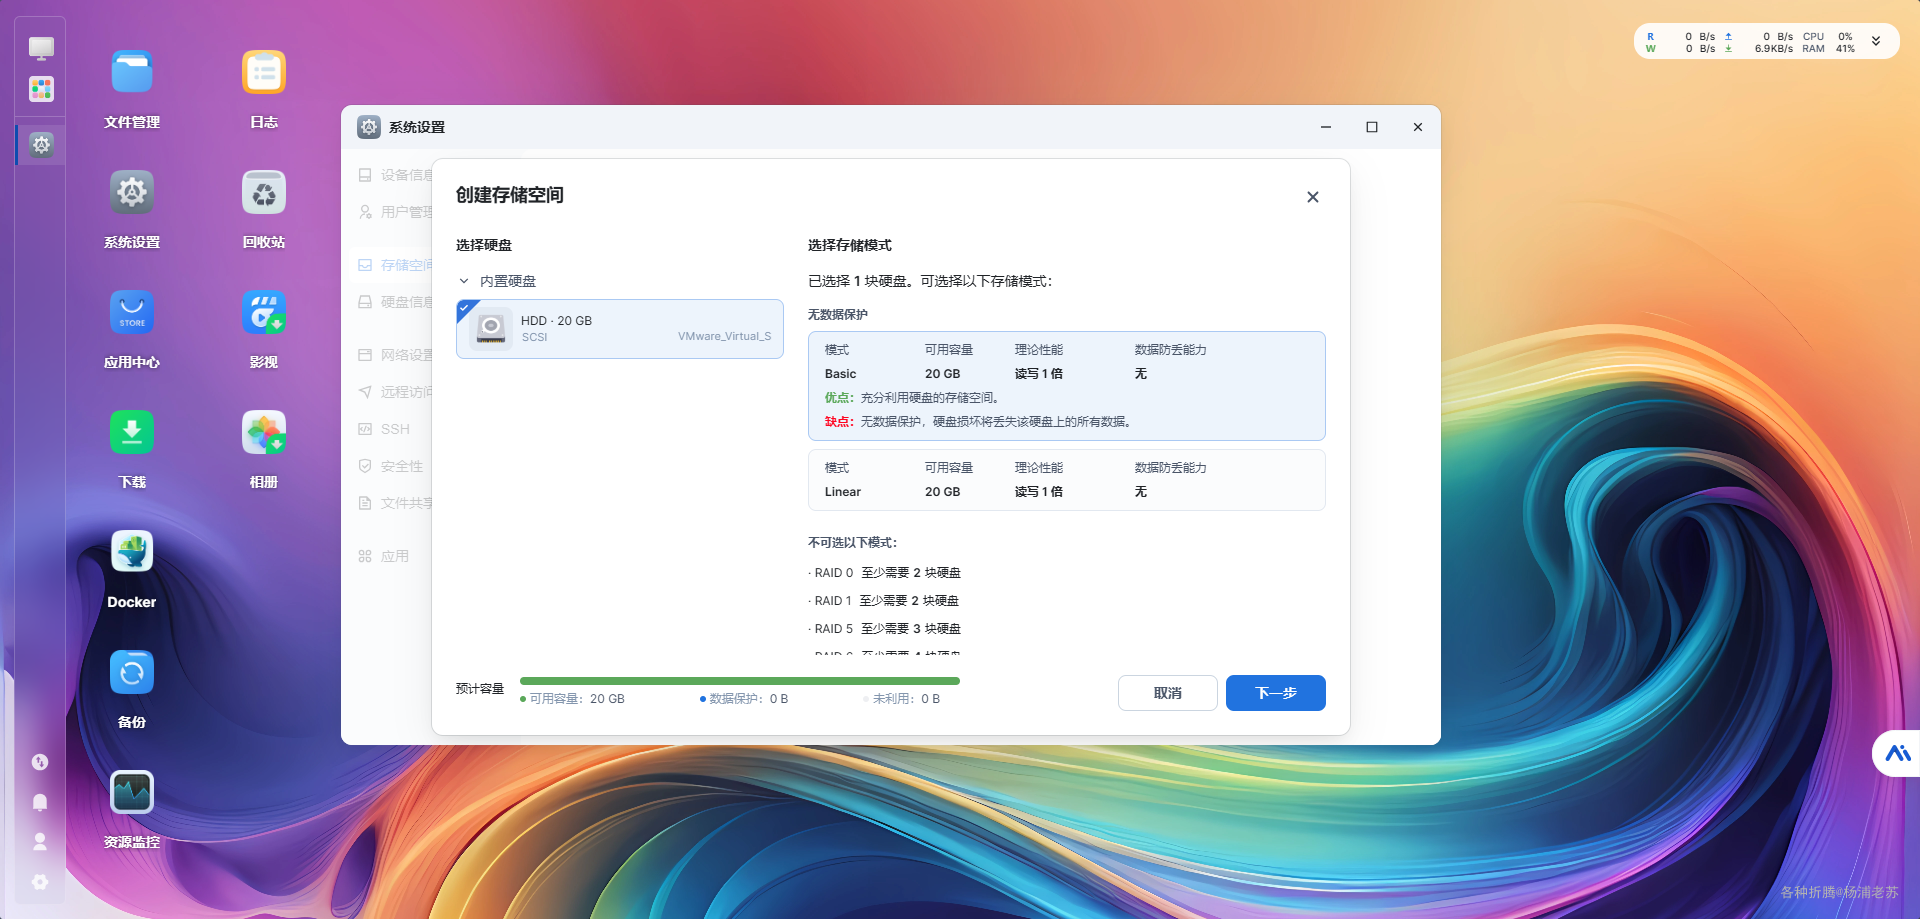 R 0 B/s 0 B/s CPU 0%
W 0 B/s 6.9KB/s RAM 41%
文件管理
日志
系统设置
回收站
STORE
应用中心
影视
下载
相册
Docker
备份
资源监控
系统设置
设备信息
用户管理
存储空间
硬盘信息
网络设置
远程访问
SSH
安全性
文件共享
应用
创建存储空间
选择硬盘
内置硬盘
HDD · 20 GB
SCSI
VMware_Virtual_S
选择存储模式
已选择 1 块硬盘。可选择以下存储模式：
无数据保护
模式 可用容量 理论性能 数据防丢能力
Basic 20 GB 读写 1 倍 无
优点：充分利用硬盘的存储空间。
缺点：无数据保护，硬盘损坏将丢失该硬盘上的所有数据。
模式 可用容量 理论性能 数据防丢能力
Linear 20 GB 读写 1 倍 无
不可选以下模式：
· RAID 0 至少需要 2 块硬盘
· RAID 1 至少需要 2 块硬盘
· RAID 5 至少需要 3 块硬盘
预计容量
可用容量：20 GB 数据保护：0 B 未利用：0 B
取消
下一步
各种折腾@杨浦老苏